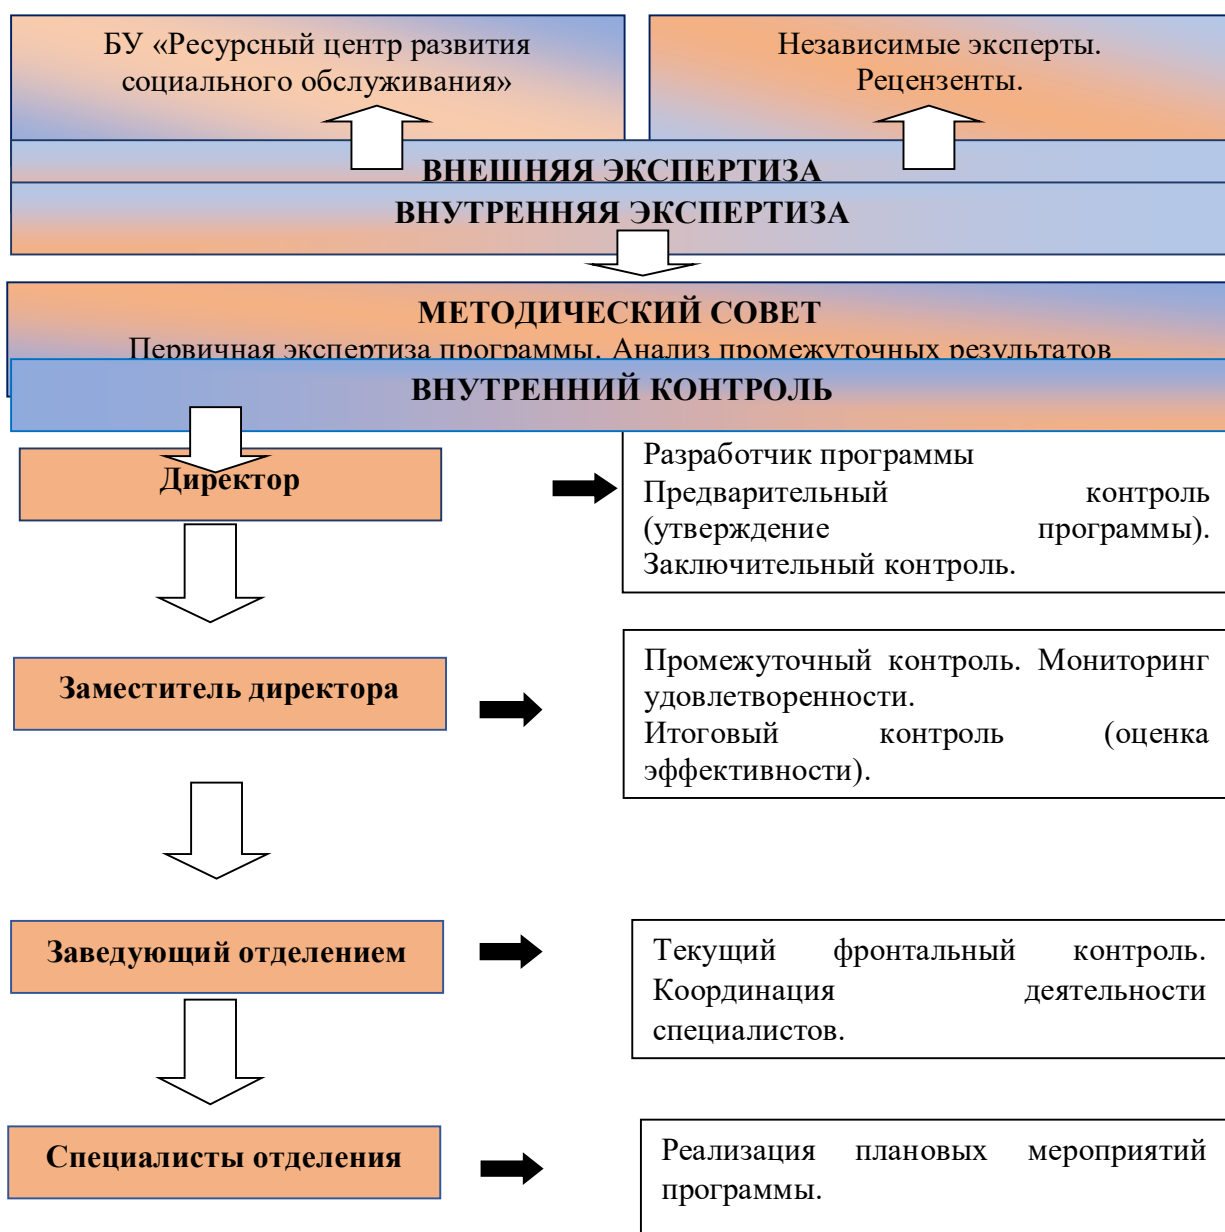 БУ «Ресурсный центр развития
социального обслуживания»
Независимые эксперты.
Рецензенты.
ВНЕШНЯЯ ЭКСПЕРТИЗА
ВНУТРЕННЯЯ ЭКСПЕРТИЗА
МЕТОДИЧЕСКИЙ СОВЕТ
Первичная экспертиза программы. Анализ промежуточных результатов
ВНУТРЕННИЙ КОНТРОЛЬ
Директор
Разработчик программы
Предварительный контроль
(утверждение программы).
Заключительный контроль.
Заместитель директора
Промежуточный контроль. Мониторинг
удовлетворенности.
Итоговый контроль (оценка
эффективности).
Заведующий отделением
Текущий фронтальный контроль.
Координация деятельности
специалистов.
Специалисты отделения
Реализация плановых мероприятий
программы.